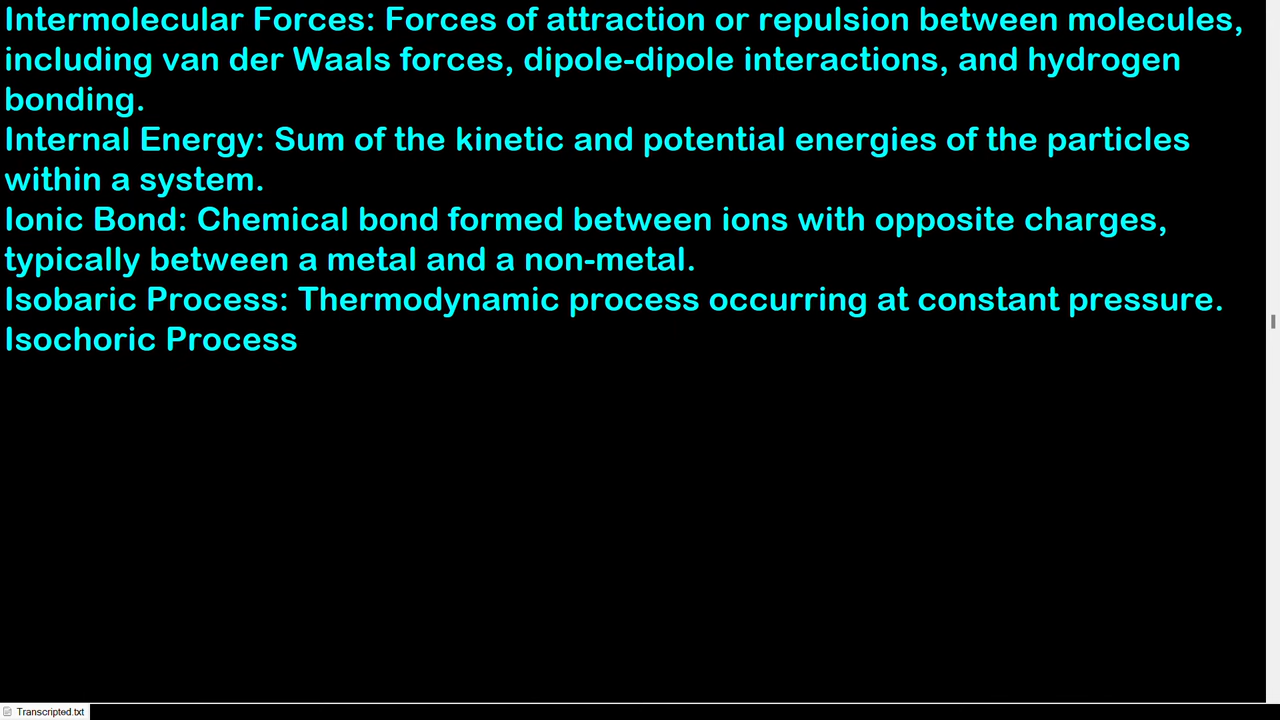 Intermolecular Forces: Forces of attraction or repulsion between molecules,
including van der Waals forces, dipole-dipole interactions, and hydrogen
bonding.
Internal Energy: Sum of the kinetic and potential energies of the particles
within a system.
Ionic Bond: Chemical bond formed between ions with opposite charges,
typically between a metal and a non-metal.
Isobaric Process: Thermodynamic process occurring at constant pressure.
Isochoric Process
Transcripted.txt